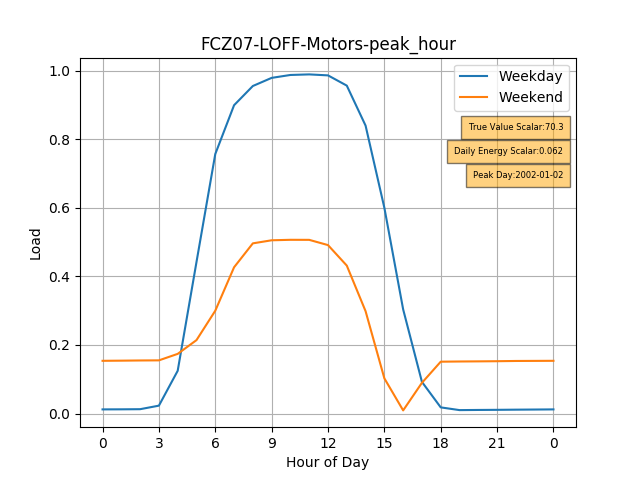 FCZ07-LOFF-Motors-peak_hour
Weekday
Weekend
True Value Scalar:70.3
Daily Energy Scalar:0.062
Peak Day:2002-01-02
1.0
0.8
0.6
0.4
0.2
0.0
Load
0 3 6 9 12 15 18 21 0
Hour of Day